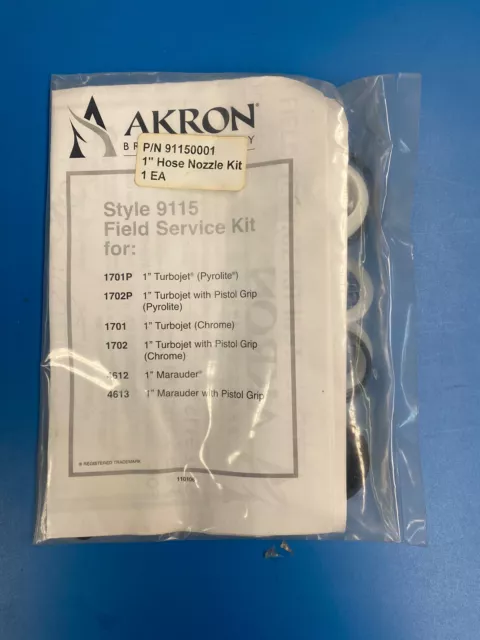 AKRON®
P/N 91150001
1" Hose Nozzle Kit
1 EA
Style 9115
Field Service Kit
for:
1701P 1" Turbojet® (Pyrolite®)
1702P 1" Turbojet with Pistol Grip
(Pyrolite)
1701 1" Turbojet (Chrome)
1702 1" Turbojet with Pistol Grip
(Chrome)
4612 1" Marauder®
4613 1" Marauder with Pistol Grip
® REGISTERED TRADEMARK